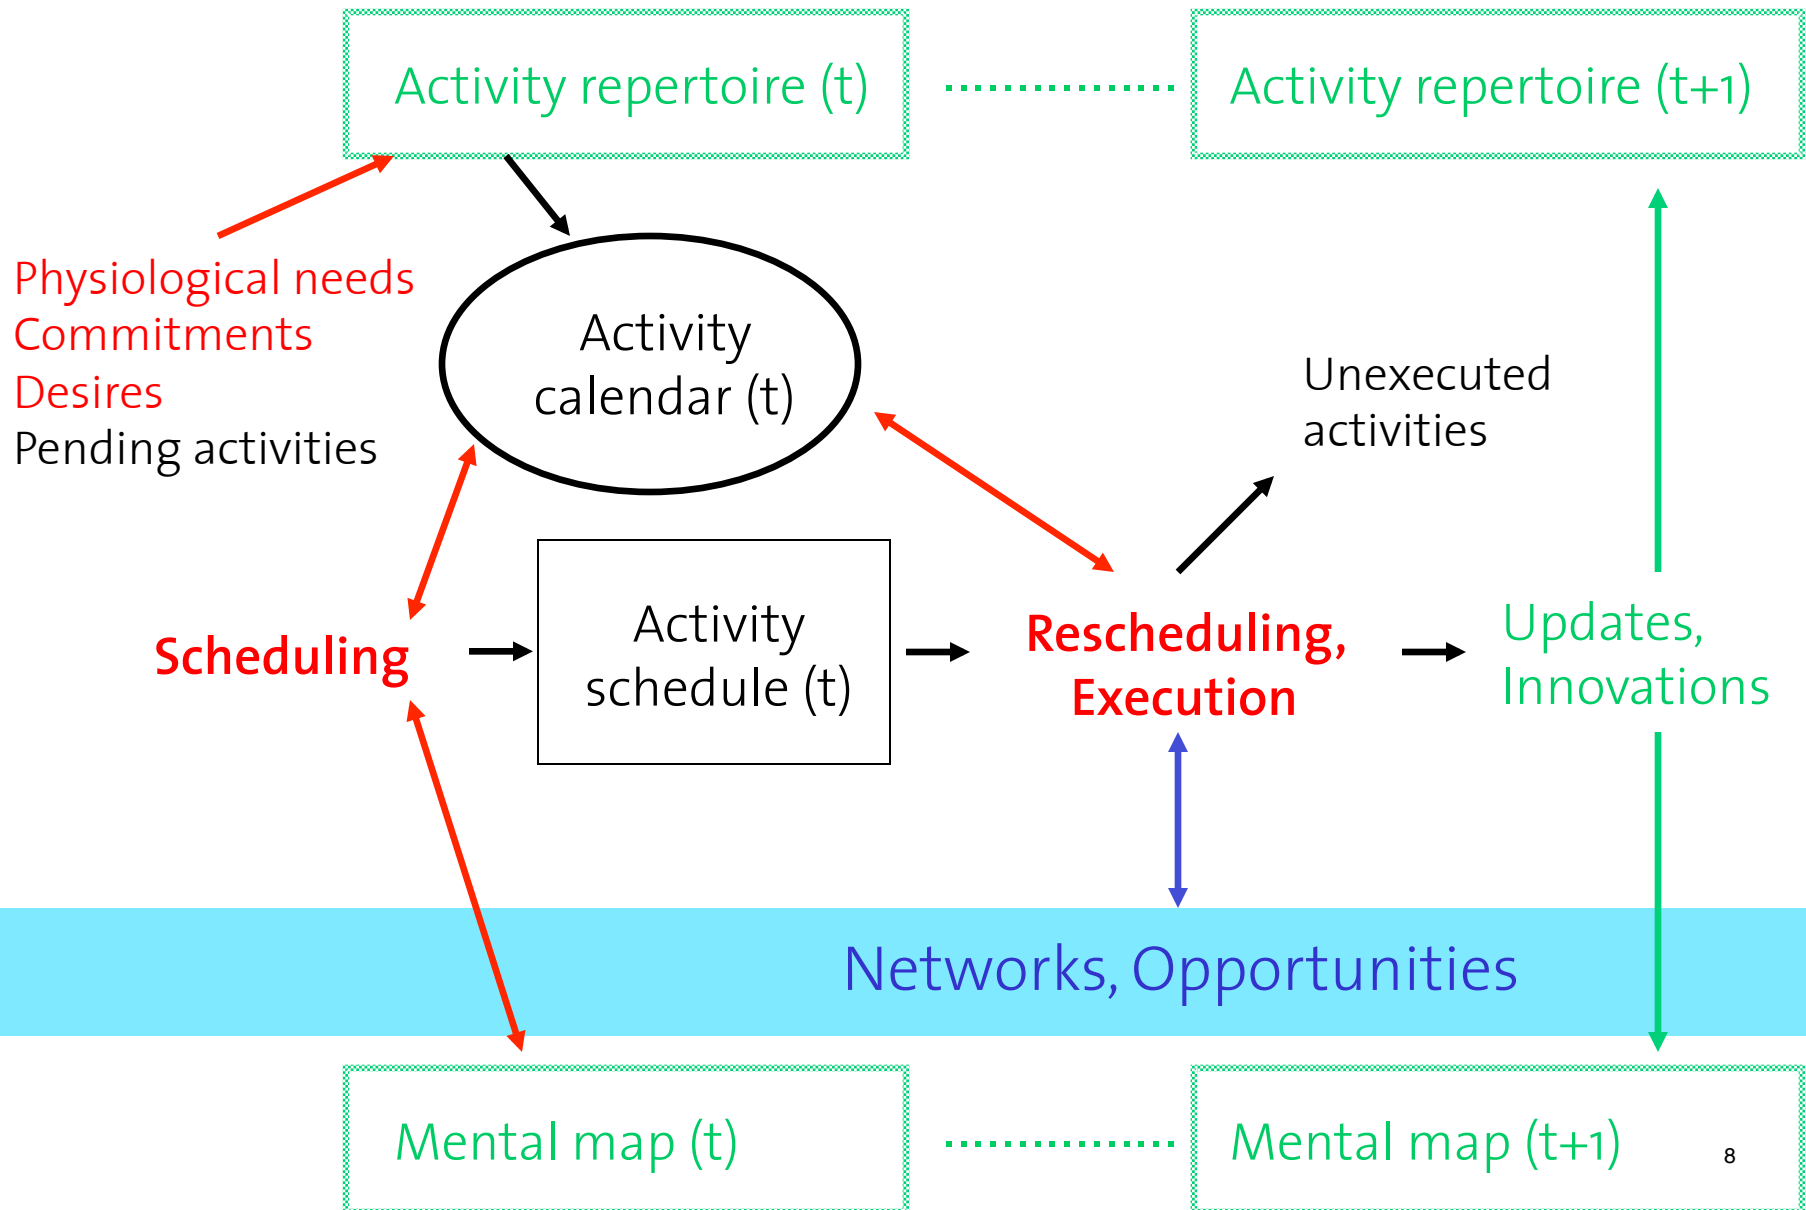 Activity repertoire (t)
Activity repertoire (t+1)
Physiological needs
Commitments
Desires
Pending activities
Activity
calendar (t)
Unexecuted
activities
Scheduling
Activity
schedule (t)
Rescheduling,
Execution
Updates,
Innovations
Networks, Opportunities
Mental map (t)
Mental map (t+1)
8